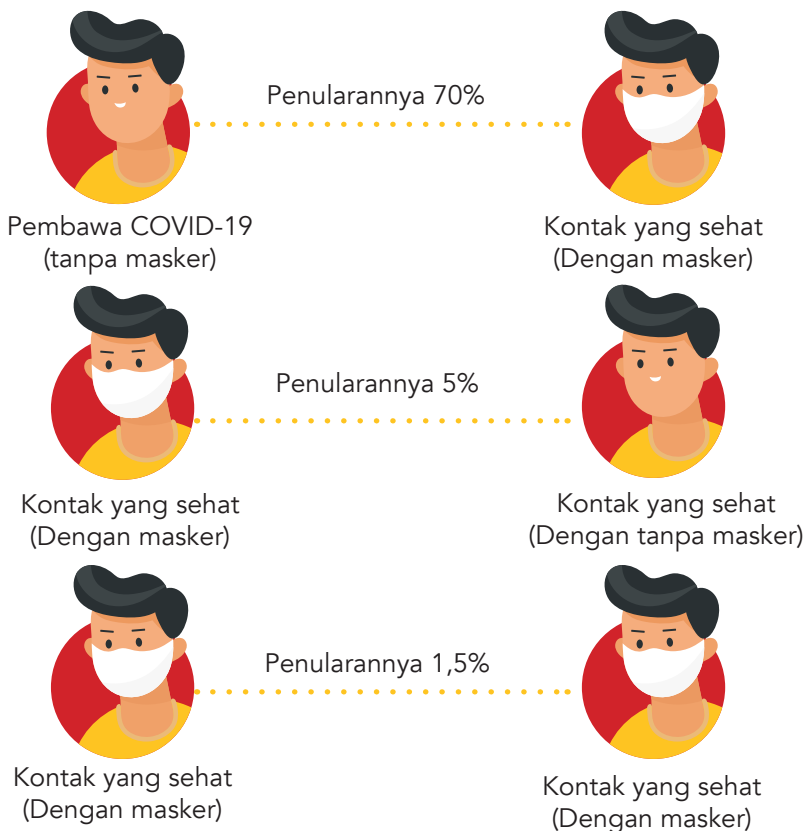 Penularannya 70%
Pembawa COVID-19
(tanpa masker)
Kontak yang sehat
(Dengan masker)
Penularannya 5%
Kontak yang sehat
(Dengan masker)
Kontak yang sehat
(Dengan tanpa masker)
Penularannya 1,5%
Kontak yang sehat
(Dengan masker)
Kontak yang sehat
(Dengan masker)